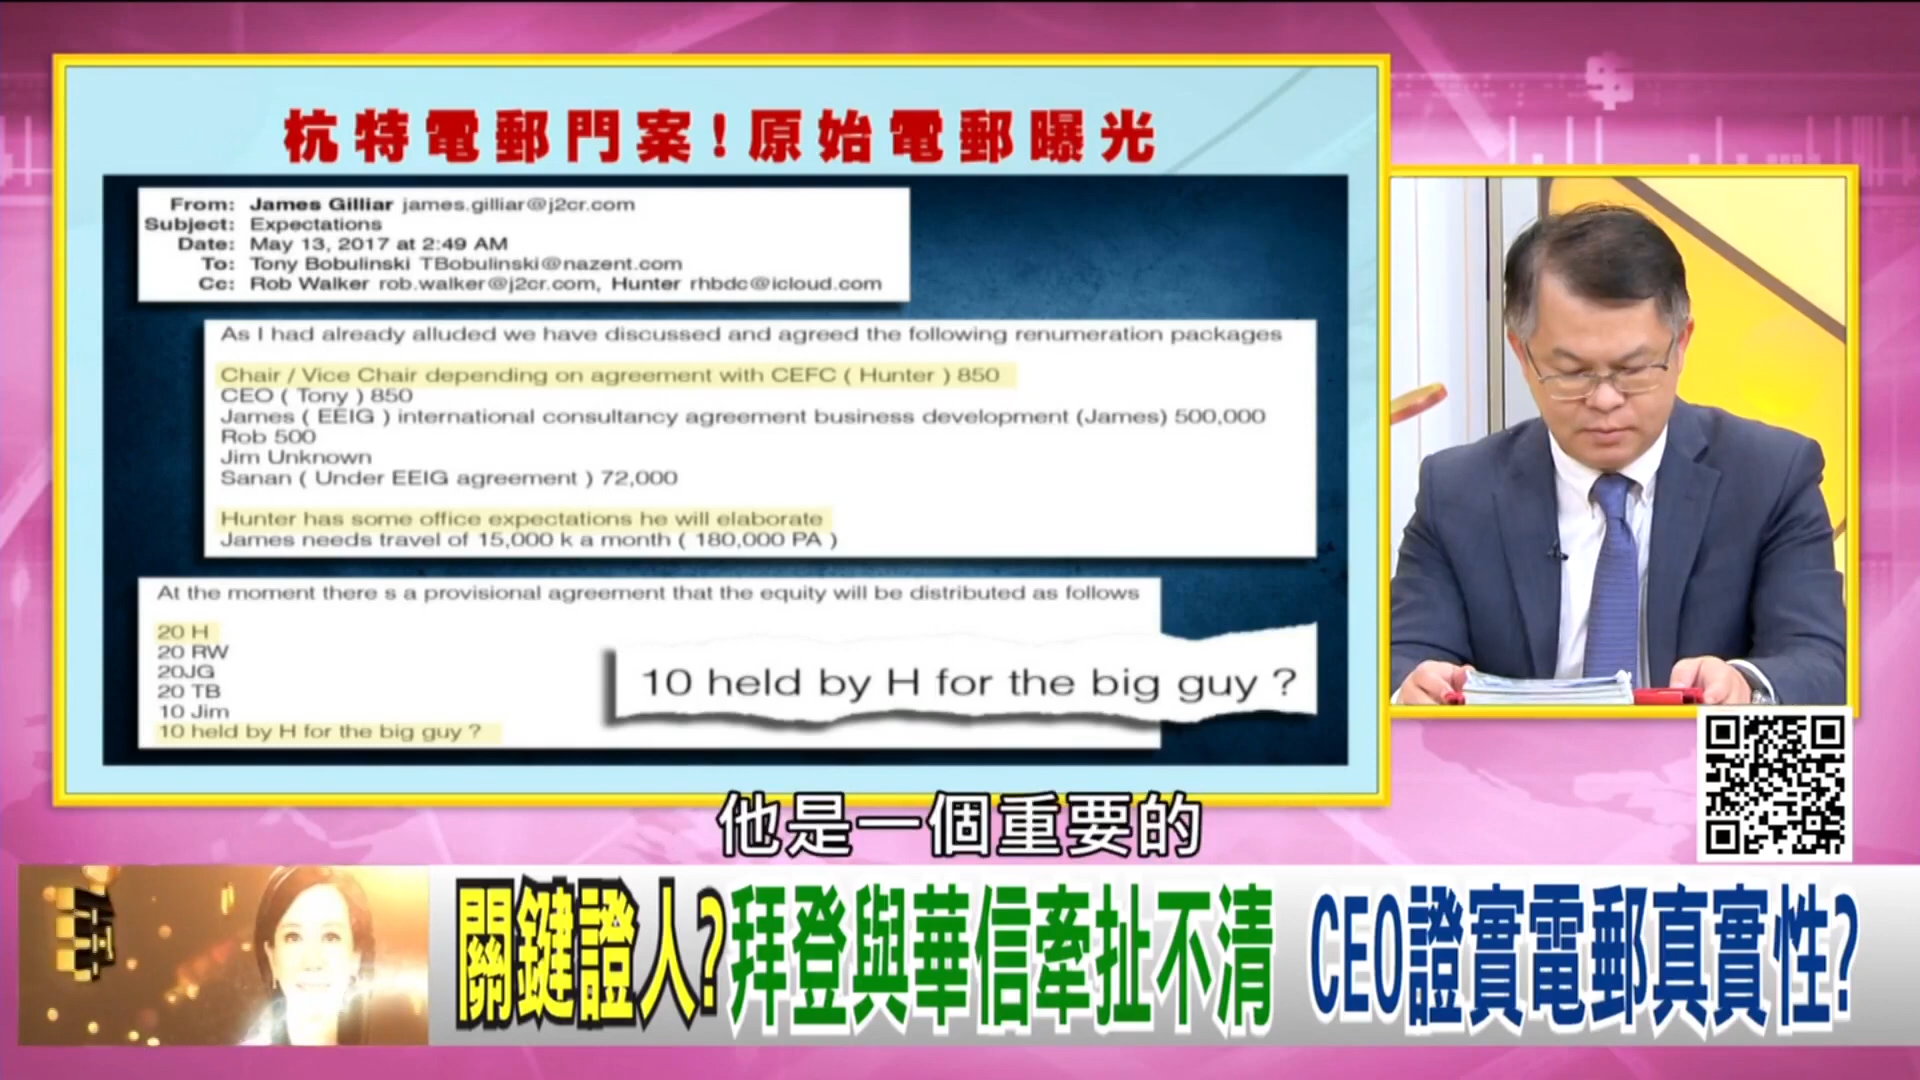 杭特電郵門案!原始電郵曝光
From: James Gilliar james.gilliar@j2cr.com
Subject: Expectations
Date: May 13, 2017 at 2:49 AM
To: Tony Bobulinski TBobulinski@nazent.com
Cc: Rob Walker rob.walker@j2cr.com, Hunter rhbdc@icloud.com
As I had already alluded we have discussed and agreed the following renumeration packages
Chair / Vice Chair depending on agreement with CEFC ( Hunter ) 850
CEO ( Tony ) 850
James ( EEIG ) international consultancy agreement business development (James) 500,000
Rob 500
Jim Unknown
Sanan ( Under EEIG agreement ) 72,000
Hunter has some office expectations he will elaborate
James needs travel of 15,000 k a month ( 180,000 PA )
At the moment there s a provisional agreement that the equity will be distributed as follows
20 H
20 RW
20JG
20 TB
10 Jim
10 held by H for the big guy ?
10 held by H for the big guy ?
他是一個重要的
關鍵證人?拜登與華信牽扯不清 CEO證實電郵真實性?